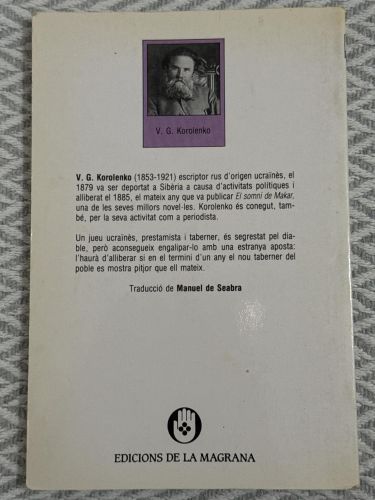 V. G. Korolenko
V. G. Korolenko (1853-1921) escriptor rus d'origen ucraïnès, el
1879 va ser deportat a Sibèria a causa d'activitats polítiques i
alliberat el 1885, el mateix any que va publicar El somni de Makar,
una de les seves millors novel·les. Korolenko és conegut, tam-
bé, per la seva activitat com a periodista.
Un jueu ucraïnès, prestamista i taberner, és segrestat pel dia-
ble, però aconsegueix engalipar-lo amb una estranya aposta:
l'haurà d'alliberar si en el termini d'un any el nou taberner del
poble es mostra pitjor que ell mateix.
Traducció de Manuel de Seabra
EDICIONS DE LA MAGRANA